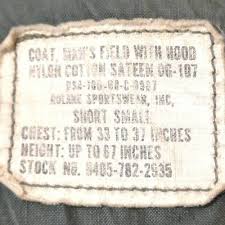 COAT, MAN'S FIELD WITH HOOD
NYLON COTTON SATEEN OG-107
ROLANE SPORTSWEAR, INC,
SHORT SMALL
CHEST: FROM 33 TO 37 INCHES
HEIGHT: UP TO 67 INCHES
STOCK NO. 8405-782-2935